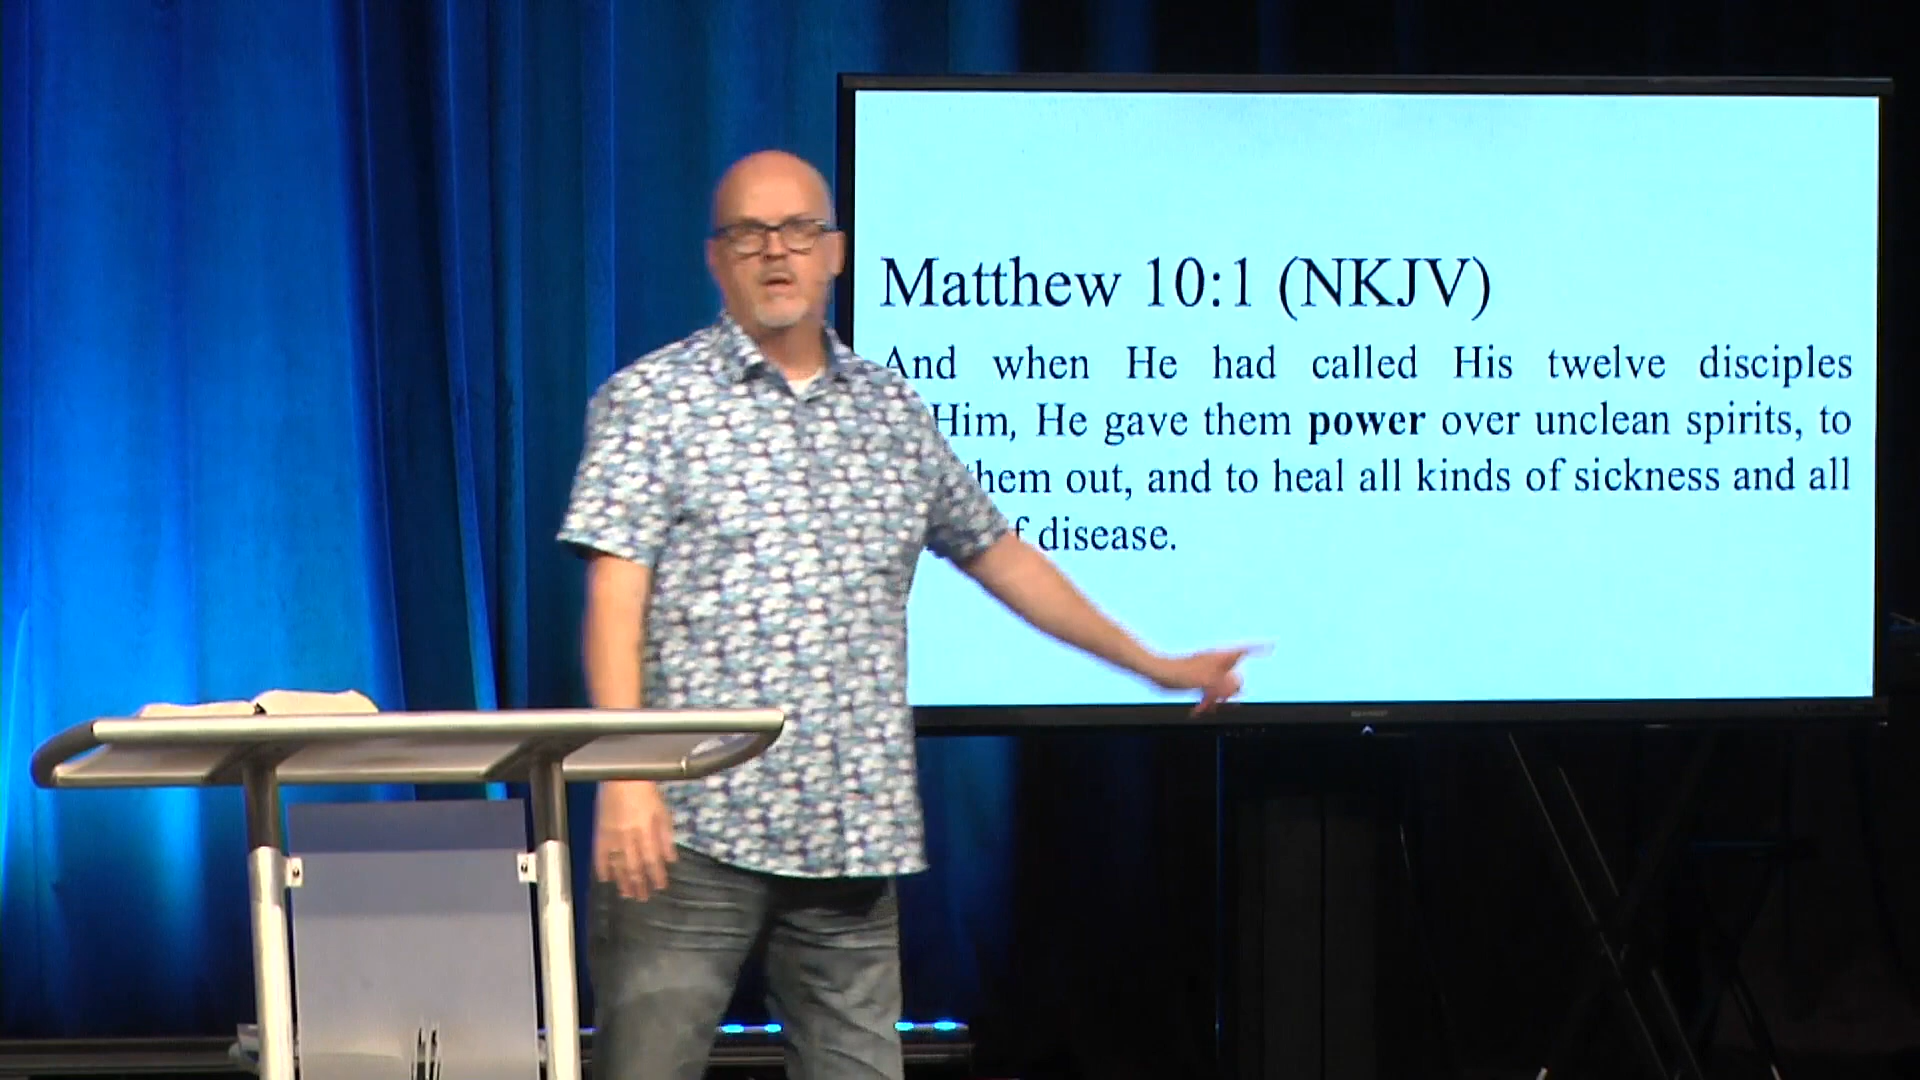 Matthew 10:1 (NKJV)
And when He had called His twelve disciples
Him, He gave them power over unclean spirits, to
them out, and to heal all kinds of sickness and all
of disease.